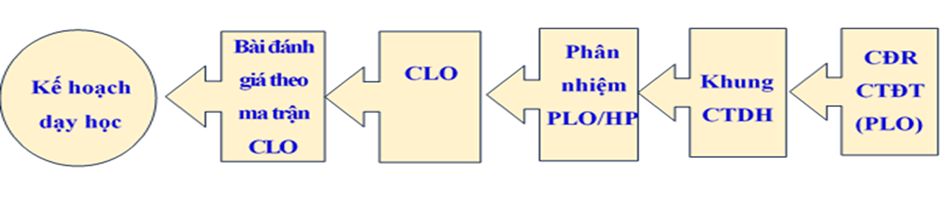 Kế hoạch
dạy học
Bài đánh
giá theo
ma trận
CLO
CLO
Phân
nhiệm
PLO/HP
Khung
CTDH
CĐR
CTĐT
(PLO)